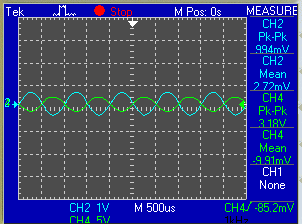 Tek Stop M Pos: 0s MEASURE
CH2
Pk-Pk
994mV
CH2
Mean
2.72mV
CH4
Pk-Pk
3.18V
CH4
Mean
-9.91mV
CH1
None
2
CH2 1V M 500us CH4 / -85.2mV
CH4 5V